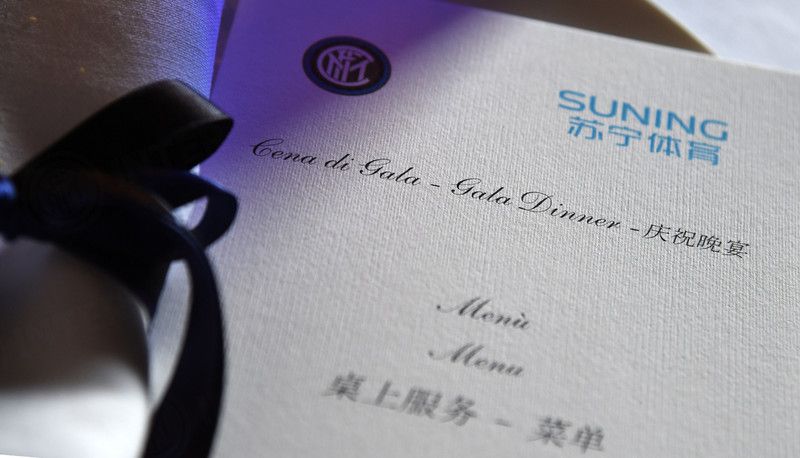 SUNING
苏宁体育
Cena di Gala - Gala Dinner - 庆祝晚宴
Menù
Menu
桌上服务 - 菜单